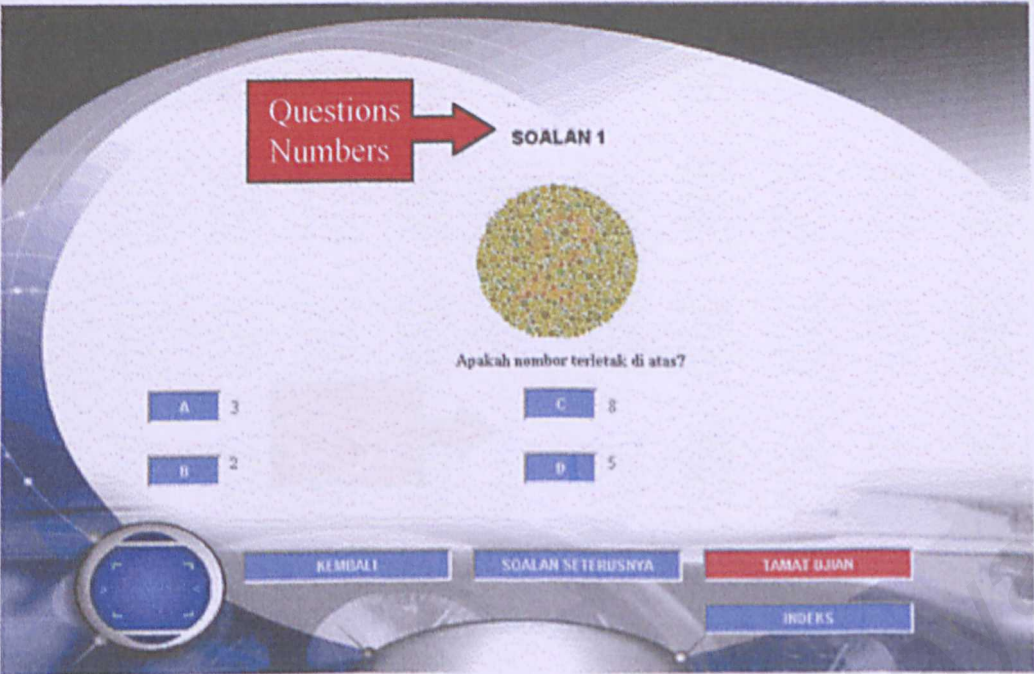 Questions
Numbers
SOALAN 1
Apakah nombor terletak di atas?
A 3
C 8
B 2
D 5
KEMBALI
SOALAN SETERUSNYA
TAMAT UJIAN
INDEKS